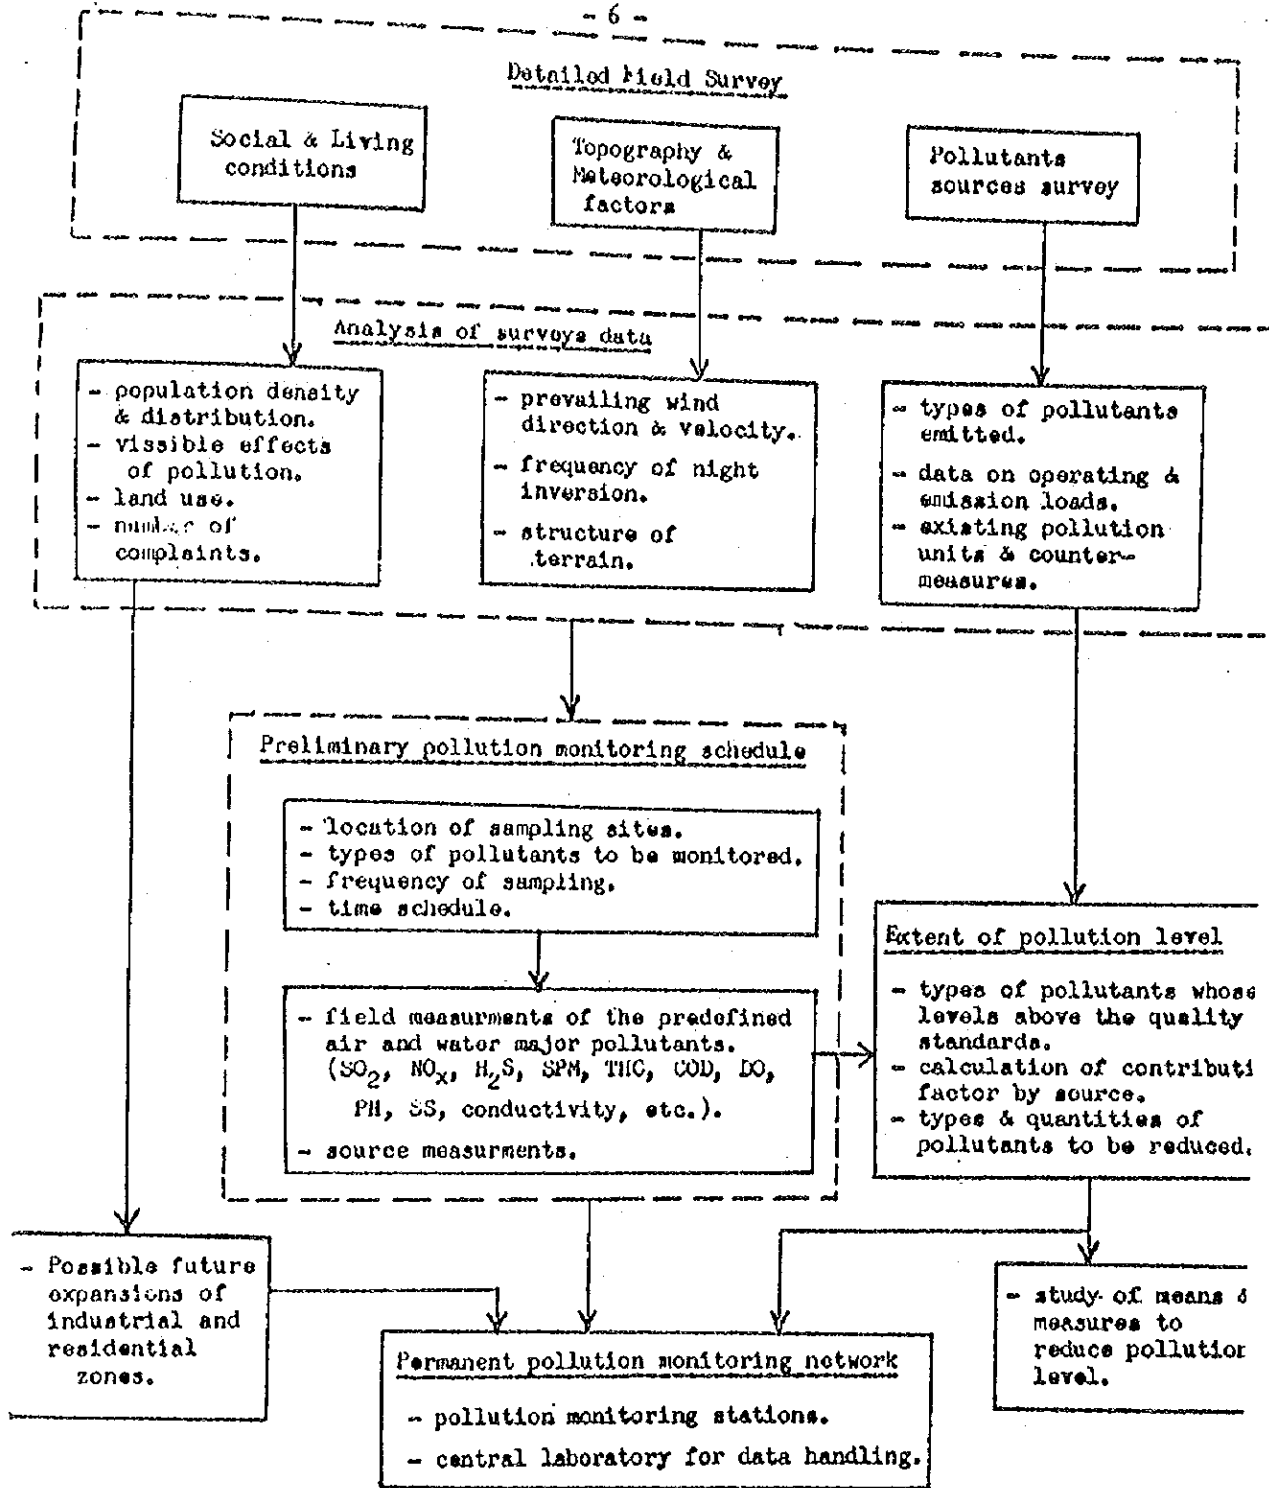 - 6 -
Detailed Field Survey
Social & Living
conditions
Topography &
Meteorological
factors
Pollutants
sources survey
Analysis of surveys data
- population density
& distribution.
- vissible effects
of pollution.
- land use.
- number of
complaints.
- prevailing wind
direction & velocity.
- frequency of night
inversion.
- structure of
terrain.
- types of pollutants
emitted.
- data on operating &
emission loads.
- existing pollution
units & counter-
measures.
Preliminary pollution monitoring schedule
- location of sampling sites.
- types of pollutants to be monitored.
- frequency of sampling.
- time schedule.
- field measurments of the predefined
air and water major pollutants.
(SO₂, NOₓ, H₂S, SPM, THC, COD, DO,
PH, SS, conductivity, etc.).
- source measurments.
Extent of pollution level
- types of pollutants whose
levels above the quality
standards.
- calculation of contributi
factor by source.
- types & quantities of
pollutants to be reduced.
- Possible future
expansions of
industrial and
residential
zones.
Permanent pollution monitoring network
- pollution monitoring stations.
- central laboratory for data handling.
- study of means &
measures to
reduce pollution
level.